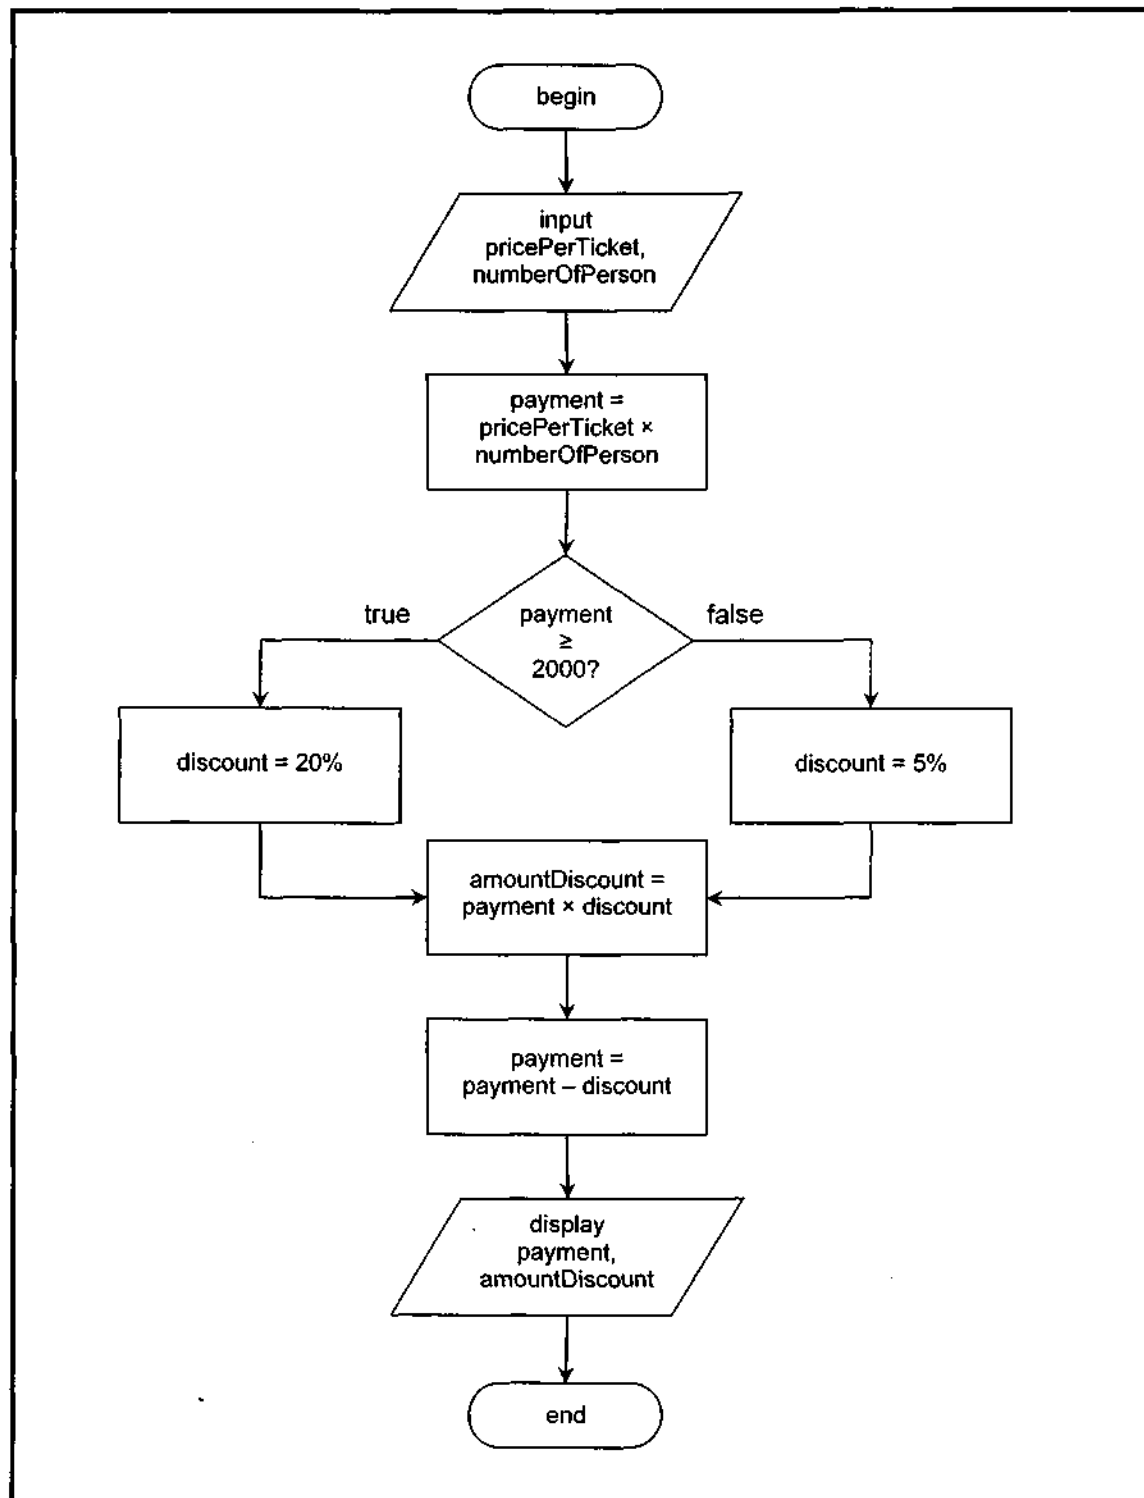 begin
input
pricePerTicket,
numberOfPerson
payment =
pricePerTicket ×
numberOfPerson
true
payment
≥
2000?
false
discount = 20%
discount = 5%
amountDiscount =
payment × discount
payment =
payment – discount
display
payment,
amountDiscount
end